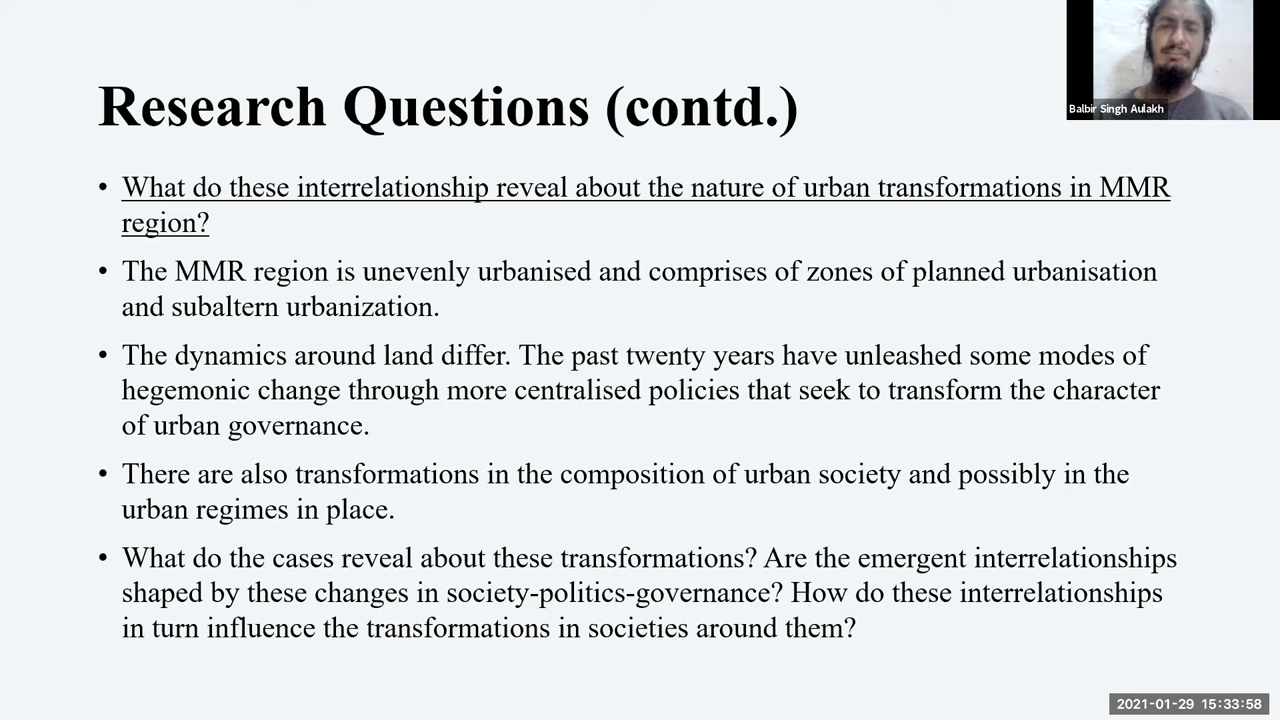 Balbir Singh Aulakh
Research Questions (contd.)
• What do these interrelationship reveal about the nature of urban transformations in MMR
region?
• The MMR region is unevenly urbanised and comprises of zones of planned urbanisation
and subaltern urbanization.
• The dynamics around land differ. The past twenty years have unleashed some modes of
hegemonic change through more centralised policies that seek to transform the character
of urban governance.
• There are also transformations in the composition of urban society and possibly in the
urban regimes in place.
• What do the cases reveal about these transformations? Are the emergent interrelationships
shaped by these changes in society-politics-governance? How do these interrelationships
in turn influence the transformations in societies around them?
2021-01-29 15:33:58